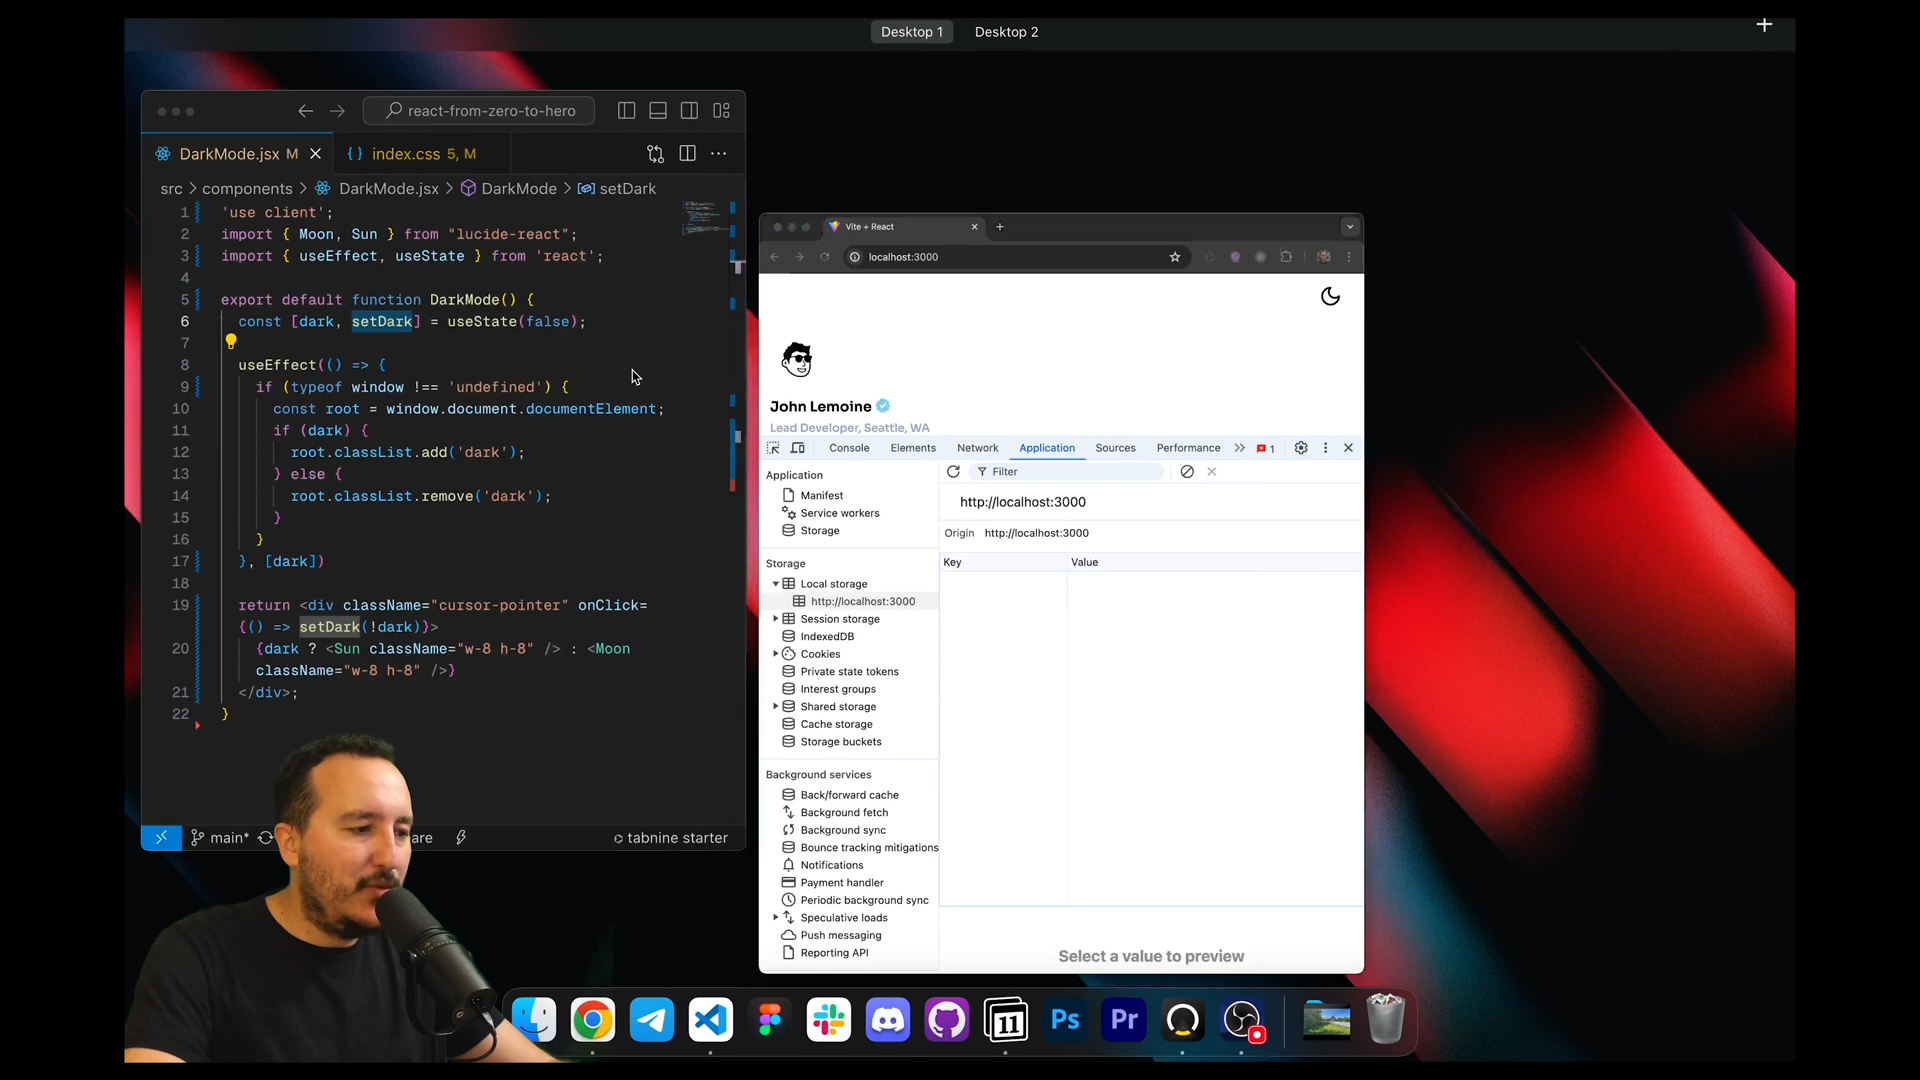 Desktop 1
Desktop 2
react-from-zero-to-hero
DarkMode.jsx M
index.css 5, M
src > components > DarkMode.jsx > DarkMode > setDark
1 'use client';
2 import { Moon, Sun } from "lucide-react";
3 import { useEffect, useState } from 'react';
4
5 export default function DarkMode() {
6 const [dark, setDark] = useState(false);
7
8 useEffect(() => {
9 if (typeof window !== 'undefined') {
10 const root = window.document.documentElement;
11 if (dark) {
12 root.classList.add('dark');
13 } else {
14 root.classList.remove('dark');
15 }
16 }
17 }, [dark])
18
19 return <div className="cursor-pointer" onClick=
{() => setDark(!dark)}>
20 {dark ? <Sun className="w-8 h-8" /> : <Moon
className="w-8 h-8" />}
21 </div>;
22 }
main*
are
tabnine starter
Vite + React
localhost:3000
John Lemoine
Lead Developer, Seattle, WA
Console Elements Network Application Sources Performance 1
Application
Manifest
Service workers
Storage
Storage
Local storage
http://localhost:3000
Session storage
IndexedDB
Cookies
Private state tokens
Interest groups
Shared storage
Cache storage
Storage buckets
Background services
Back/forward cache
Background fetch
Background sync
Bounce tracking mitigations
Notifications
Payment handler
Periodic background sync
Speculative loads
Push messaging
Reporting API
Filter
http://localhost:3000
Origin http://localhost:3000
Key Value
Select a value to preview
11
Ps
Pr